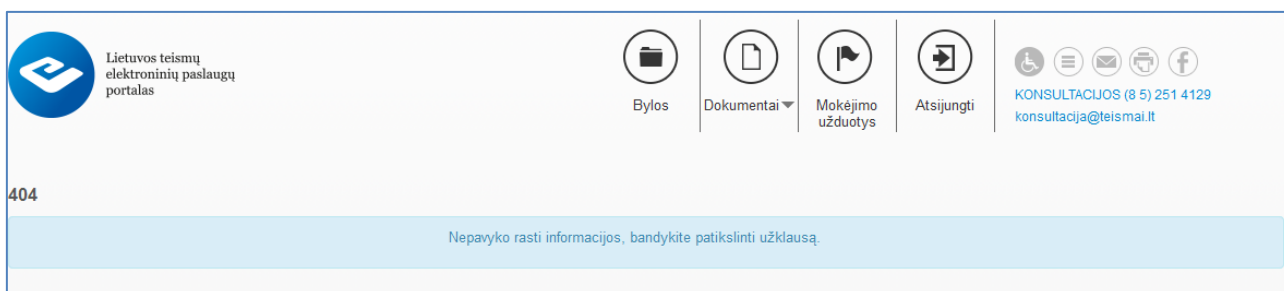 Lietuvos teismų
elektroninių paslaugų
portalas
Bylos
Dokumentai
Mokėjimo
užduotys
Atsijungti
KONSULTACIJOS (8 5) 251 4129
konsultacija@teismai.lt
404
Nepavyko rasti informacijos, bandykite patikslinti užklausą.